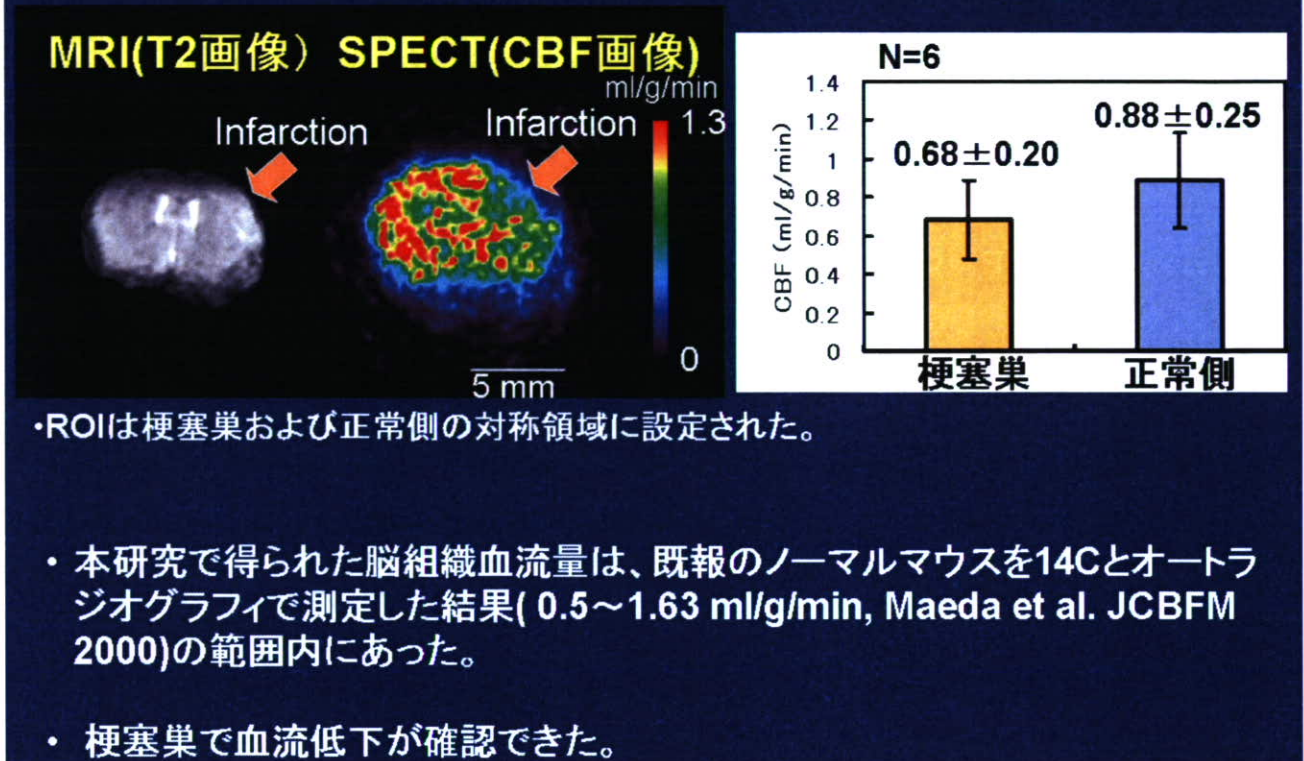 MRI(T2画像) SPECT(CBF画像)
ml/g/min
Infarction
Infarction
1.3
0
5 mm
N=6
CBF (ml/g/min)
1.4
1.2
1
0.8
0.6
0.4
0.2
0
0.68±0.20
0.88±0.25
梗塞巣
正常側
・ROIは梗塞巣および正常側の対称領域に設定された。
・ 本研究で得られた脳組織血流量は、既報のノーマルマウスを14Cとオートラ
ジオグラフィで測定した結果( 0.5～1.63 ml/g/min, Maeda et al. JCBFM
2000)の範囲内にあった。
・ 梗塞巣で血流低下が確認できた。